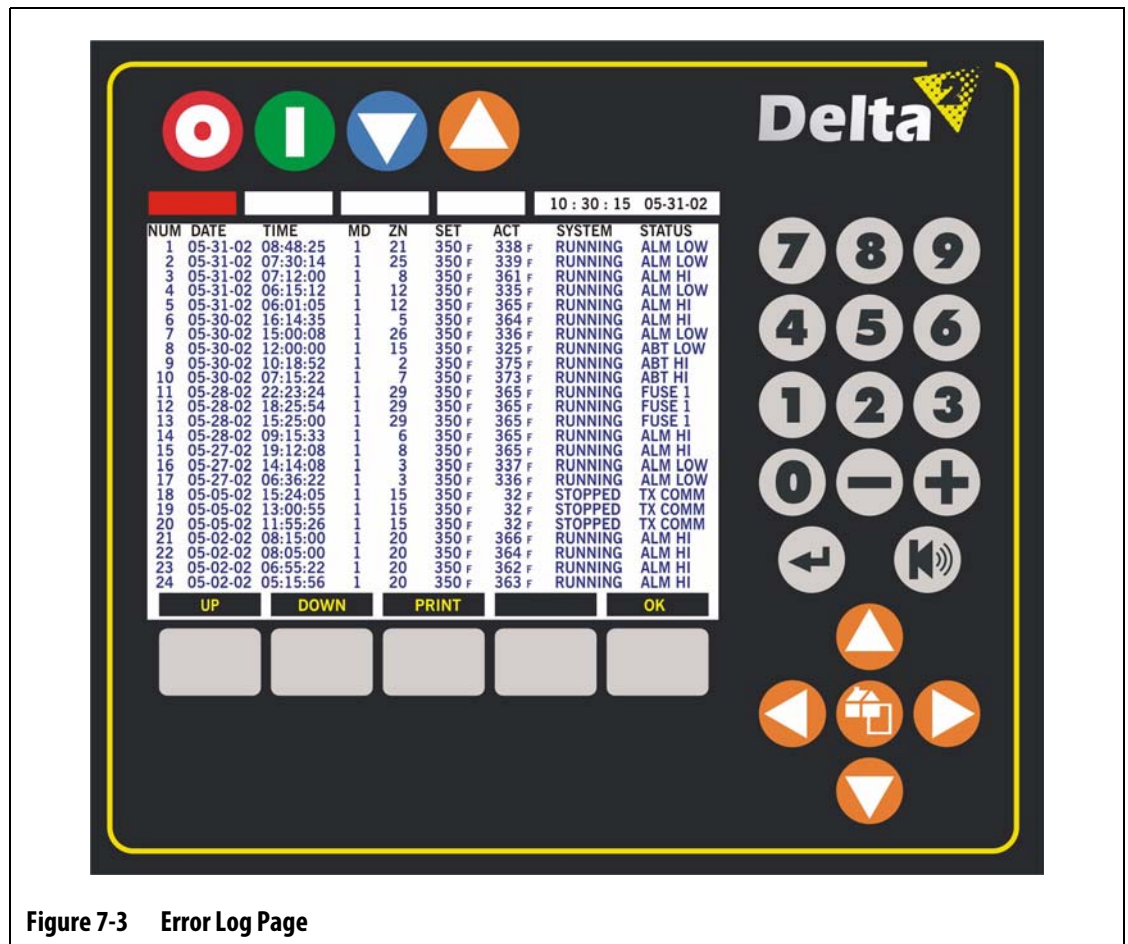 Delta 2
10 : 30 : 15 05-31-02
NUM DATE TIME MD ZN SET ACT SYSTEM STATUS
1 05-31-02 08:48:25 1 21 350 F 338 F RUNNING ALM LOW
2 05-31-02 07:30:14 1 25 350 F 339 F RUNNING ALM LOW
3 05-31-02 07:12:00 1 8 350 F 361 F RUNNING ALM HI
4 05-31-02 06:15:12 1 12 350 F 335 F RUNNING ALM LOW
5 05-31-02 06:01:05 1 12 350 F 365 F RUNNING ALM HI
6 05-30-02 16:14:35 1 5 350 F 364 F RUNNING ALM HI
7 05-30-02 15:00:08 1 26 350 F 336 F RUNNING ALM LOW
8 05-30-02 12:00:00 1 15 350 F 325 F RUNNING ABT LOW
9 05-30-02 10:18:52 1 2 350 F 375 F RUNNING ABT HI
10 05-30-02 07:15:22 1 7 350 F 373 F RUNNING ABT HI
11 05-28-02 22:23:24 1 29 350 F 365 F RUNNING FUSE 1
12 05-28-02 18:25:54 1 29 350 F 365 F RUNNING FUSE 1
13 05-28-02 15:25:00 1 29 350 F 365 F RUNNING FUSE 1
14 05-28-02 09:15:33 1 6 350 F 365 F RUNNING ALM HI
15 05-27-02 19:12:08 1 8 350 F 365 F RUNNING ALM HI
16 05-27-02 14:14:08 1 3 350 F 337 F RUNNING ALM LOW
17 05-27-02 06:36:22 1 3 350 F 336 F RUNNING ALM LOW
18 05-05-02 15:24:05 1 15 350 F 32 F STOPPED TX COMM
19 05-05-02 13:00:55 1 15 350 F 32 F STOPPED TX COMM
20 05-05-02 11:55:26 1 15 350 F 32 F STOPPED TX COMM
21 05-02-02 08:15:00 1 20 350 F 366 F RUNNING ALM HI
22 05-02-02 08:05:00 1 20 350 F 364 F RUNNING ALM HI
23 05-02-02 06:55:22 1 20 350 F 362 F RUNNING ALM HI
24 05-02-02 05:15:56 1 20 350 F 363 F RUNNING ALM HI
UP DOWN PRINT OK
7 8 9
4 5 6
1 2 3
0 − +
Figure 7-3 Error Log Page